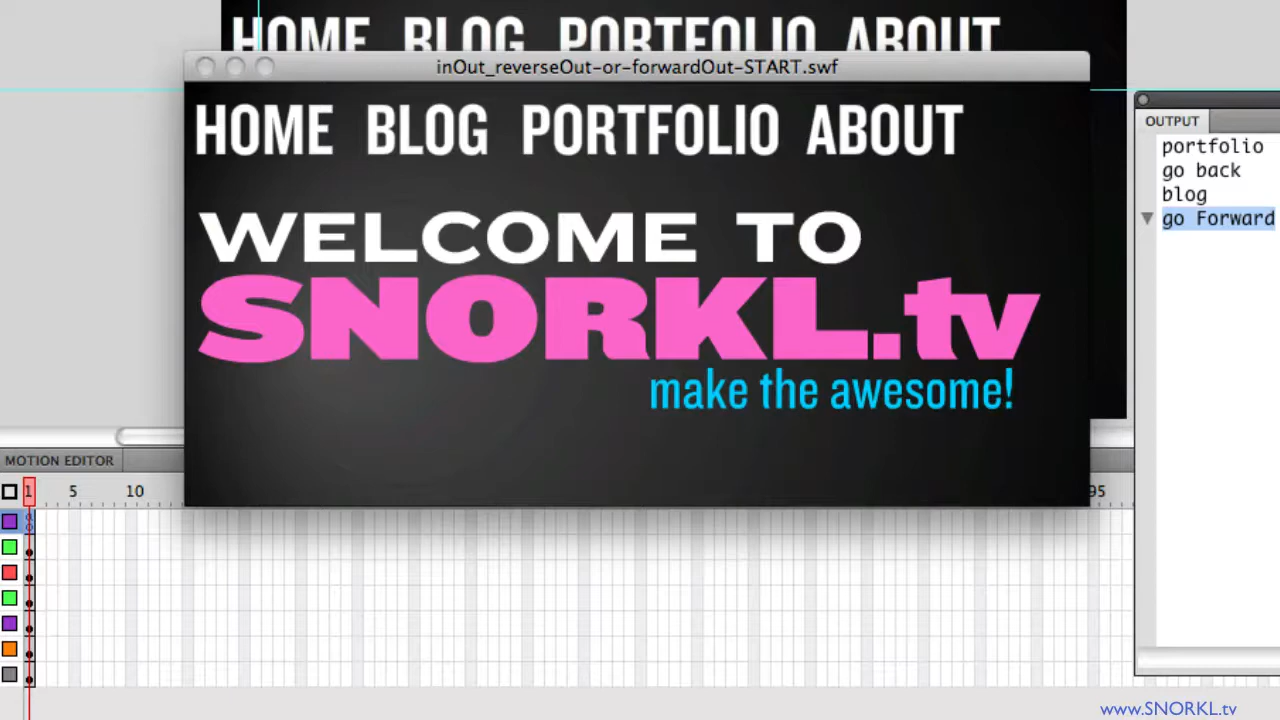 HOME BLOG PORTFOLIO ABOUT
inOut_reverseOut-or-forwardOut-START.swf
HOME BLOG PORTFOLIO ABOUT
WELCOME TO
SNORKL.tv
make the awesome!
OUTPUT
portfolio
go back
blog
go Forward
MOTION EDITOR
1 5 10 95
www.SNORKL.tv